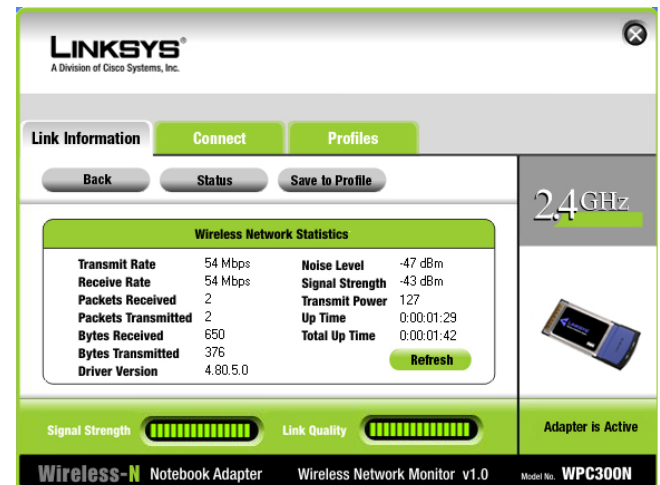 LINKSYS®
A Division of Cisco Systems, Inc.
Link Information
Connect
Profiles
Back
Status
Save to Profile
2.4GHz
Wireless Network Statistics
Transmit Rate 54 Mbps
Receive Rate 54 Mbps
Packets Received 2
Packets Transmitted 2
Bytes Received 650
Bytes Transmitted 376
Driver Version 4.80.5.0
Noise Level -47 dBm
Signal Strength -43 dBm
Transmit Power 127
Up Time 0:00:01:29
Total Up Time 0:00:01:42
Refresh
Signal Strength
Link Quality
Adapter is Active
Wireless-N Notebook Adapter Wireless Network Monitor v1.0 Model No. WPC300N